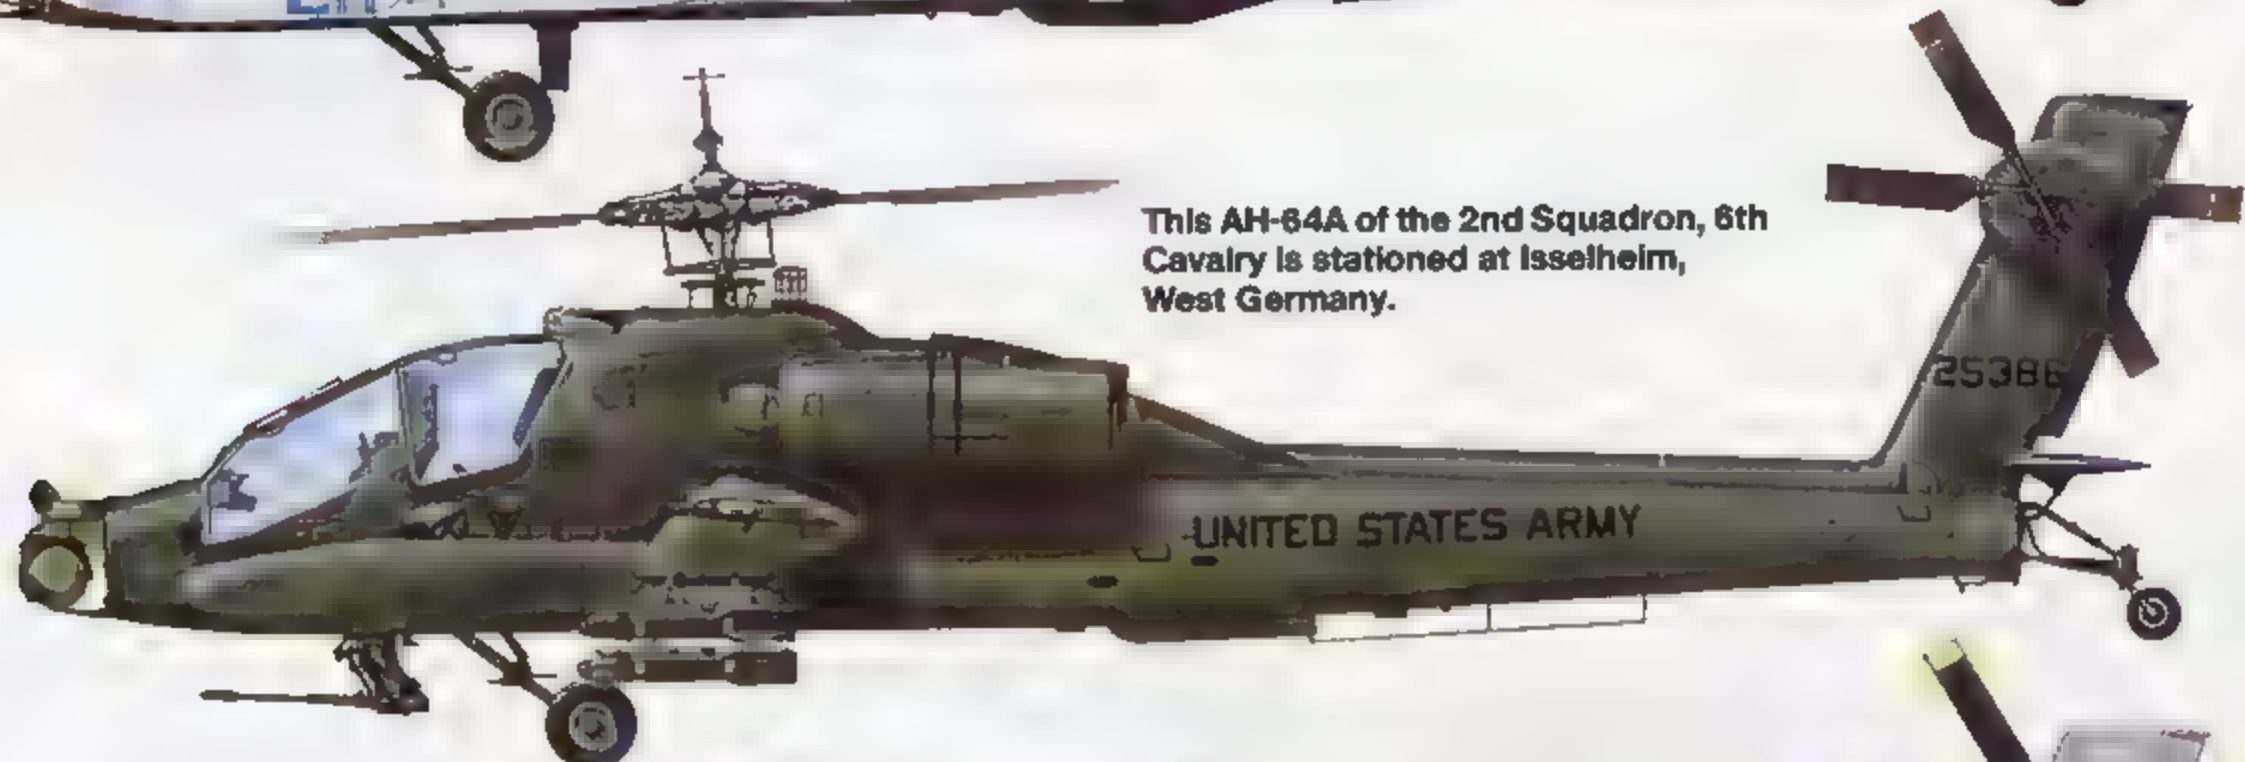 This AH-64A of the 2nd Squadron, 6th
Cavalry is stationed at Isselheim,
West Germany.
25386
UNITED STATES ARMY